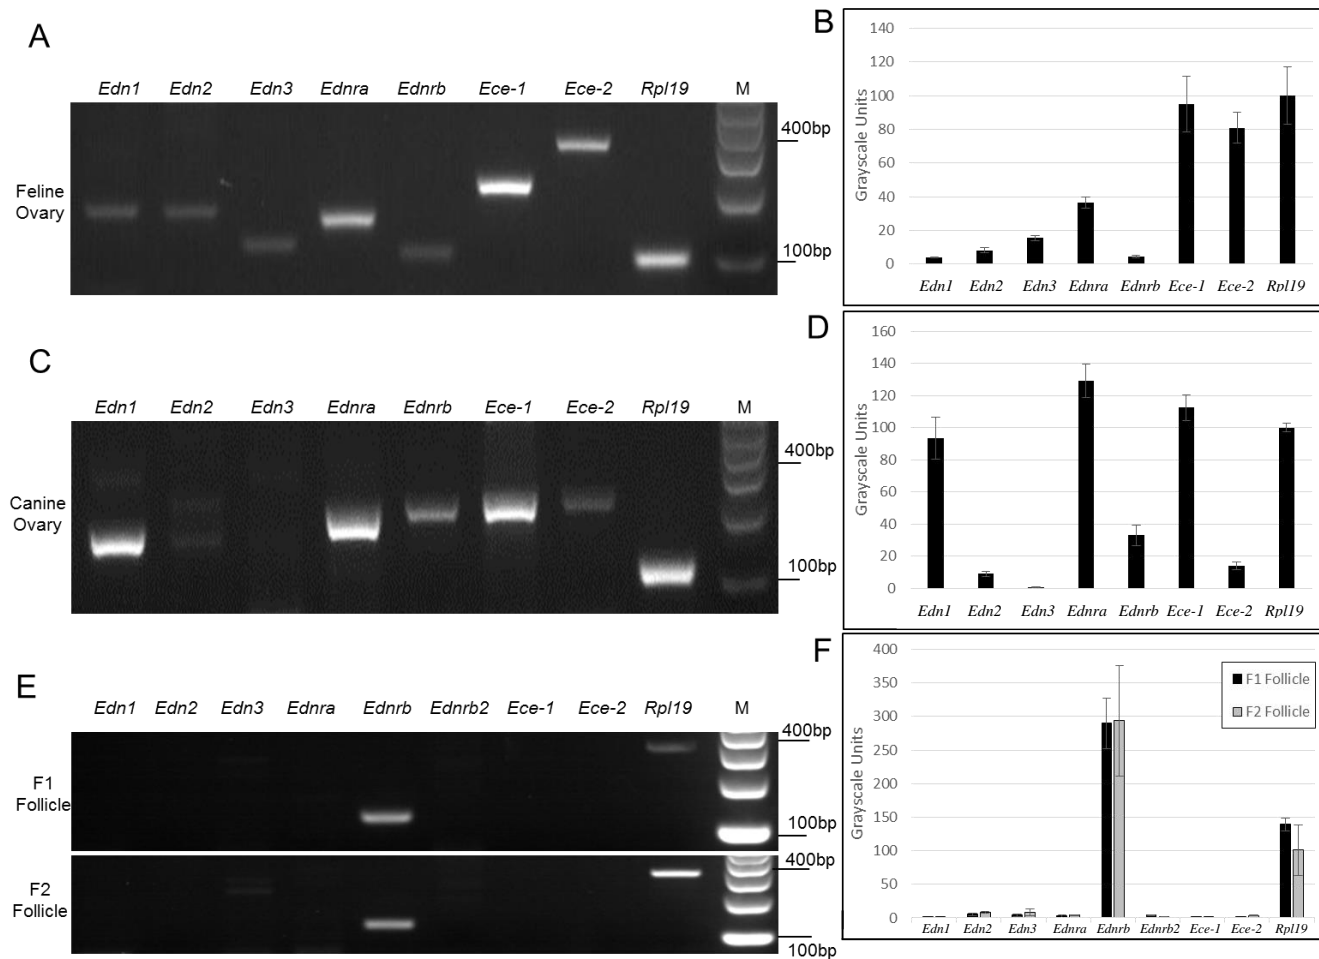 A
Edn1 Edn2 Edn3 Ednra Ednrb Ece-1 Ece-2 Rpl19 M
400bp
Feline
Ovary
100bp
B
Grayscale Units
140
120
100
80
60
40
20
0
Edn1 Edn2 Edn3 Ednra Ednrb Ece-1 Ece-2 Rpl19
C
Edn1 Edn2 Edn3 Ednra Ednrb Ece-1 Ece-2 Rpl19 M
400bp
Canine
Ovary
100bp
D
Grayscale Units
160
140
120
100
80
60
40
20
0
Edn1 Edn2 Edn3 Ednra Ednrb Ece-1 Ece-2 Rpl19
E
Edn1 Edn2 Edn3 Ednra Ednrb Ednrb2 Ece-1 Ece-2 Rpl19 M
400bp
F1
Follicle
100bp
400bp
F2
Follicle
100bp
F
Grayscale Units
400
350
300
250
200
150
100
50
0
F1 Follicle
F2 Follicle
Edn1 Edn2 Edn3 Ednra Ednrb Ednrb2 Ece-1 Ece-2 Rpl19